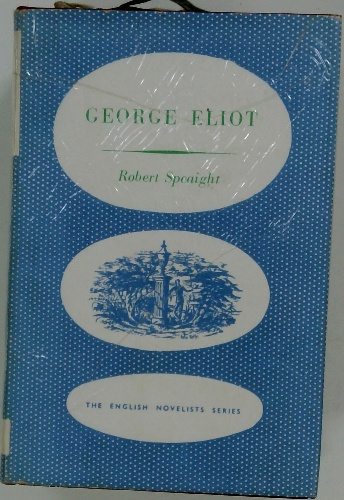 GEORGE ELIOT
Robert Speaight
THE ENGLISH NOVELISTS SERIES